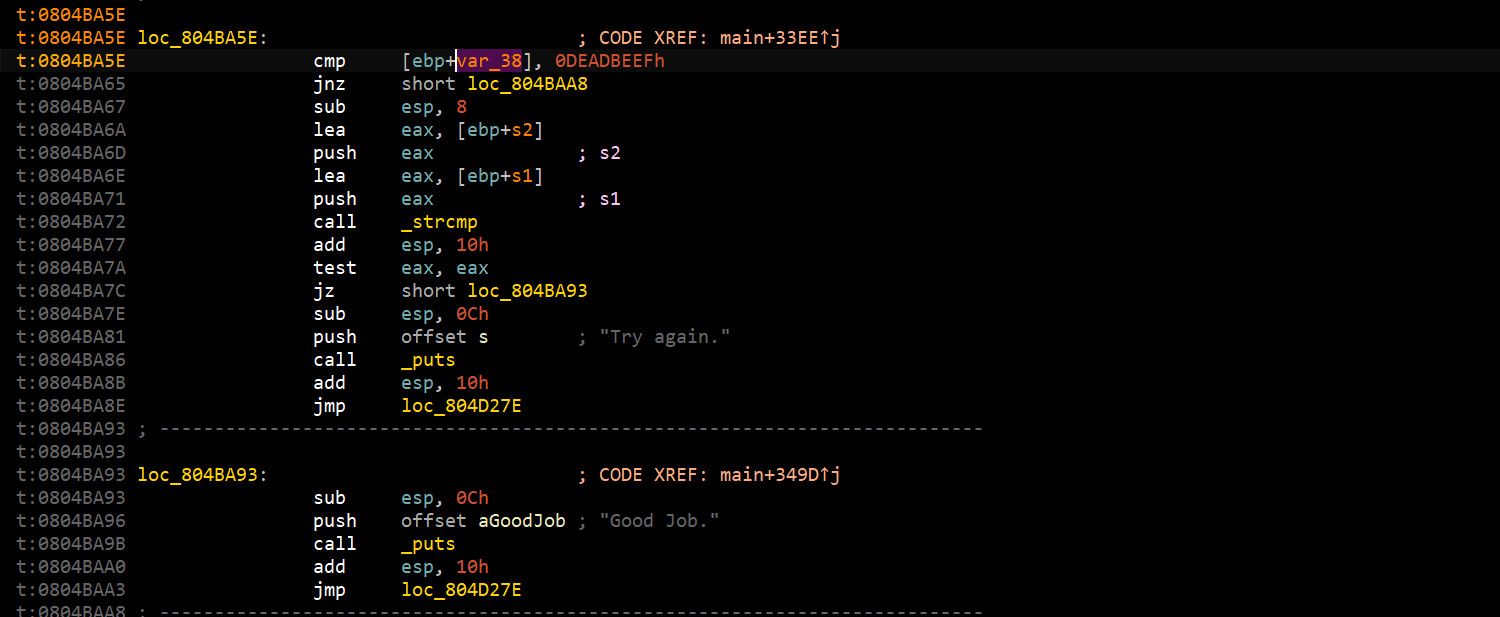 t:0804BA5E
t:0804BA5E loc_804BA5E: ; CODE XREF: main+33EE↑j
t:0804BA5E cmp [ebp+var_38], 0DEADBEEFh
t:0804BA65 jnz short loc_804BAA8
t:0804BA67 sub esp, 8
t:0804BA6A lea eax, [ebp+s2]
t:0804BA6D push eax ; s2
t:0804BA6E lea eax, [ebp+s1]
t:0804BA71 push eax ; s1
t:0804BA72 call _strcmp
t:0804BA77 add esp, 10h
t:0804BA7A test eax, eax
t:0804BA7C jz short loc_804BA93
t:0804BA7E sub esp, 0Ch
t:0804BA81 push offset s ; "Try again."
t:0804BA86 call _puts
t:0804BA8B add esp, 10h
t:0804BA8E jmp loc_804D27E
t:0804BA93 ; ---------------------------------------------------------------------------
t:0804BA93
t:0804BA93 loc_804BA93: ; CODE XREF: main+349D↑j
t:0804BA93 sub esp, 0Ch
t:0804BA96 push offset aGoodJob ; "Good Job."
t:0804BA9B call _puts
t:0804BAA0 add esp, 10h
t:0804BAA3 jmp loc_804D27E
t:0804BAA8 ; ---------------------------------------------------------------------------